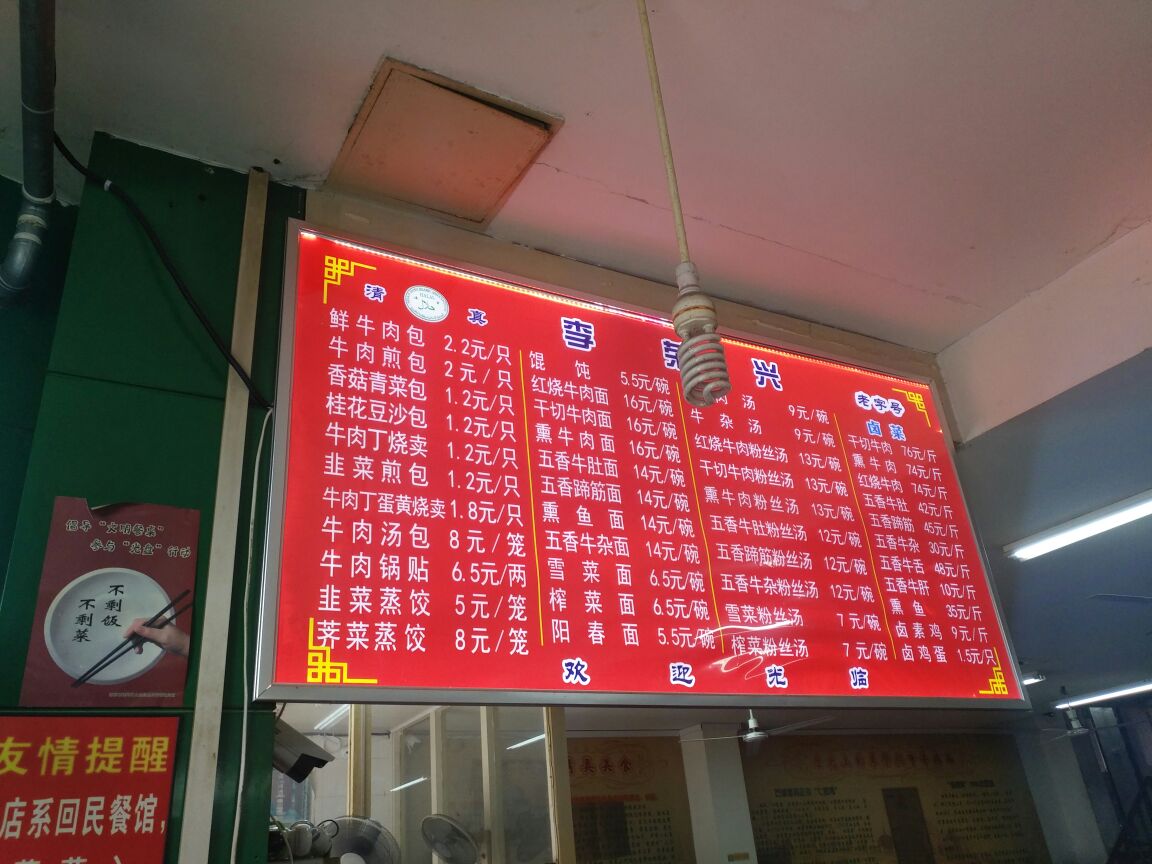 清 真 李 荣 兴 老字号
鲜牛肉包 2.2元/只
牛肉煎包 2元/只
香菇青菜包 1.2元/只
桂花豆沙包 1.2元/只
牛肉丁烧卖 1.2元/只
韭菜煎包 1.2元/只
牛肉丁蛋黄烧卖 1.8元/只
牛肉汤包 8元/笼
牛肉锅贴 6.5元/两
韭菜蒸饺 5元/笼
荠菜蒸饺 8元/笼
馄饨 5.5元/碗
红烧牛肉面 16元/碗
干切牛肉面 16元/碗
熏牛肉面 16元/碗
五香牛肚面 14元/碗
五香蹄筋面 14元/碗
熏鱼面 14元/碗
五香牛杂面 14元/碗
雪菜面 6.5元/碗
榨菜面 6.5元/碗
阳春面 5.5元/碗
肉汤 9元/碗
牛杂汤 9元/碗
红烧牛肉粉丝汤 13元/碗
干切牛肉粉丝汤 13元/碗
熏牛肉粉丝汤 13元/碗
五香牛肚粉丝汤 12元/碗
五香蹄筋粉丝汤 12元/碗
五香牛杂粉丝汤 12元/碗
雪菜粉丝汤 7元/碗
榨菜粉丝汤 7元/碗
卤菜
干切牛肉 76元/斤
熏牛肉 74元/斤
红烧牛肉 74元/斤
五香牛肚 42元/斤
五香蹄筋 45元/斤
五香牛杂 30元/斤
五香牛舌 48元/斤
五香牛肝 10元/斤
熏鱼 35元/斤
卤素鸡 9元/斤
卤鸡蛋 1.5元/只
欢迎光临
倡导“文明餐桌”
参与“光盘”行动
不剩饭
不剩菜
友情提醒
店系回民餐馆，